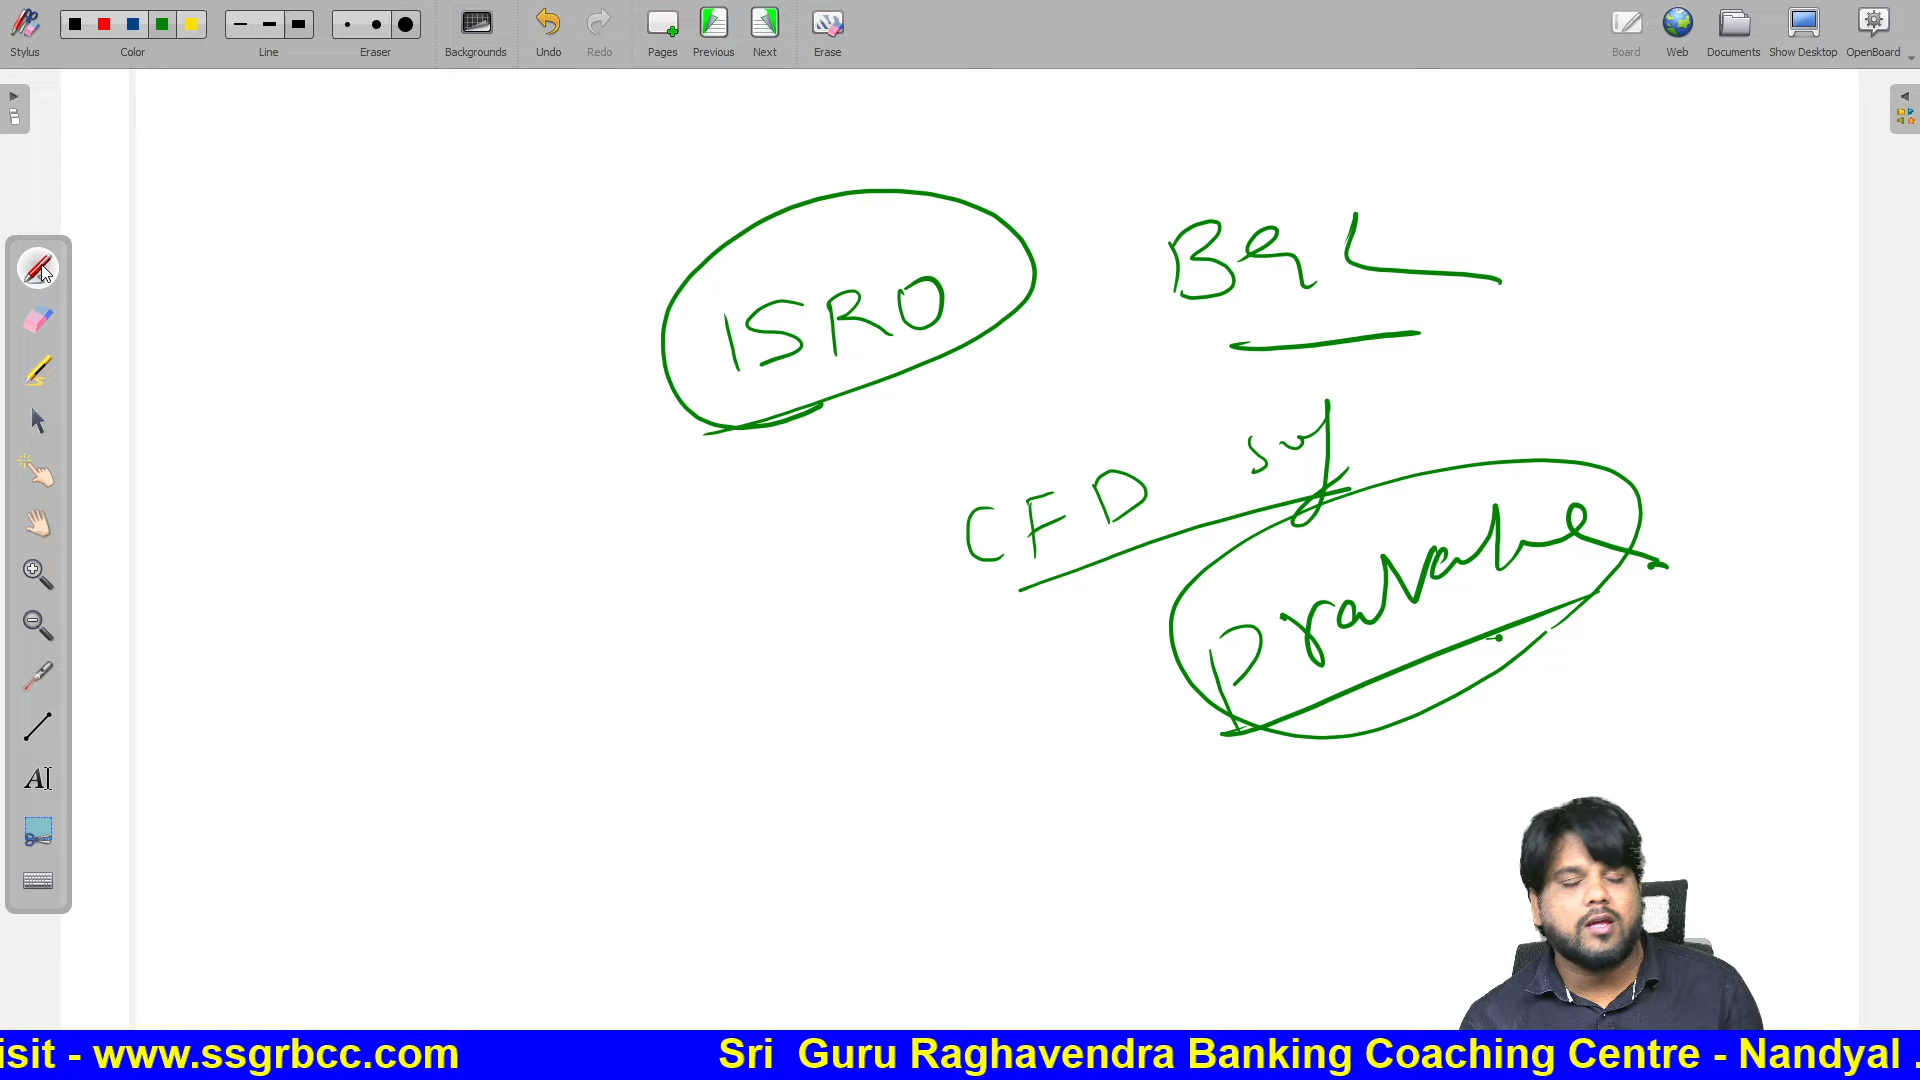 Stylus Color Line Eraser Backgrounds Undo Redo Pages Previous Next Erase Board Web Documents Show Desktop OpenBoard
ISRO
CFD
isit - www.ssgrbcc.com Sri Guru Raghavendra Banking Coaching Centre - Nandyal .